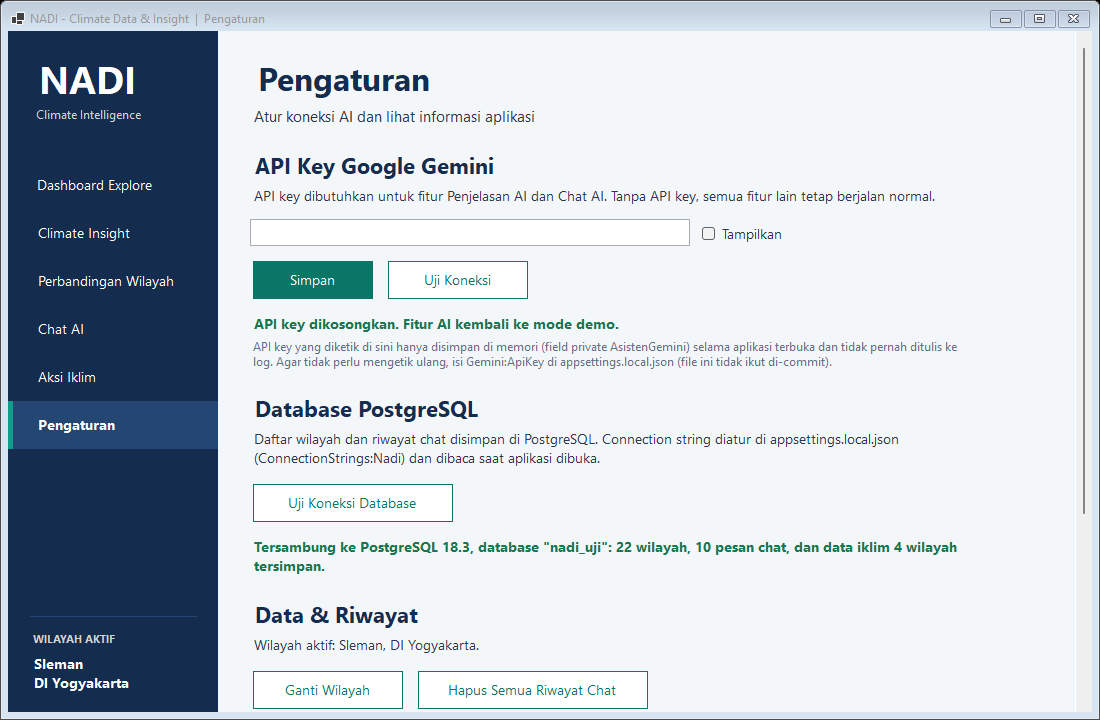 NADI - Climate Data & Insight | Pengaturan
NADI
Climate Intelligence
Dashboard Explore
Climate Insight
Perbandingan Wilayah
Chat AI
Aksi Iklim
Pengaturan
WILAYAH AKTIF
Sleman
DI Yogyakarta
Pengaturan
Atur koneksi AI dan lihat informasi aplikasi
API Key Google Gemini
API key dibutuhkan untuk fitur Penjelasan AI dan Chat AI. Tanpa API key, semua fitur lain tetap berjalan normal.
Tampilkan
Simpan
Uji Koneksi
API key dikosongkan. Fitur AI kembali ke mode demo.
API key yang diketik di sini hanya disimpan di memori (field private AsistenGemini) selama aplikasi terbuka dan tidak pernah ditulis ke
log. Agar tidak perlu mengetik ulang, isi Gemini:ApiKey di appsettings.local.json (file ini tidak ikut di-commit).
Database PostgreSQL
Daftar wilayah dan riwayat chat disimpan di PostgreSQL. Connection string diatur di appsettings.local.json
(ConnectionStrings:Nadi) dan dibaca saat aplikasi dibuka.
Uji Koneksi Database
Tersambung ke PostgreSQL 18.3, database "nadi_uji": 22 wilayah, 10 pesan chat, dan data iklim 4 wilayah
tersimpan.
Data & Riwayat
Wilayah aktif: Sleman, DI Yogyakarta.
Ganti Wilayah
Hapus Semua Riwayat Chat